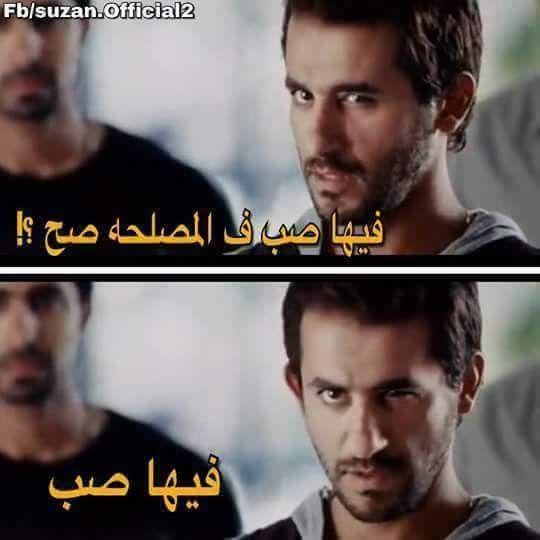 Fb/suzan.Official2
فيها صب ف المصلحه صح ؟!
فيها صب